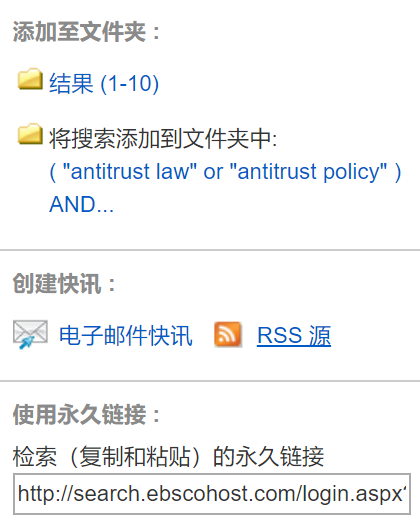 添加至文件夹：
结果 (1-10)
将搜索添加到文件夹中:
( "antitrust law" or "antitrust policy" )
AND...
创建快讯：
电子邮件快讯 RSS 源
使用永久链接：
检索（复制和粘贴）的永久链接
http://search.ebscohost.com/login.aspx?